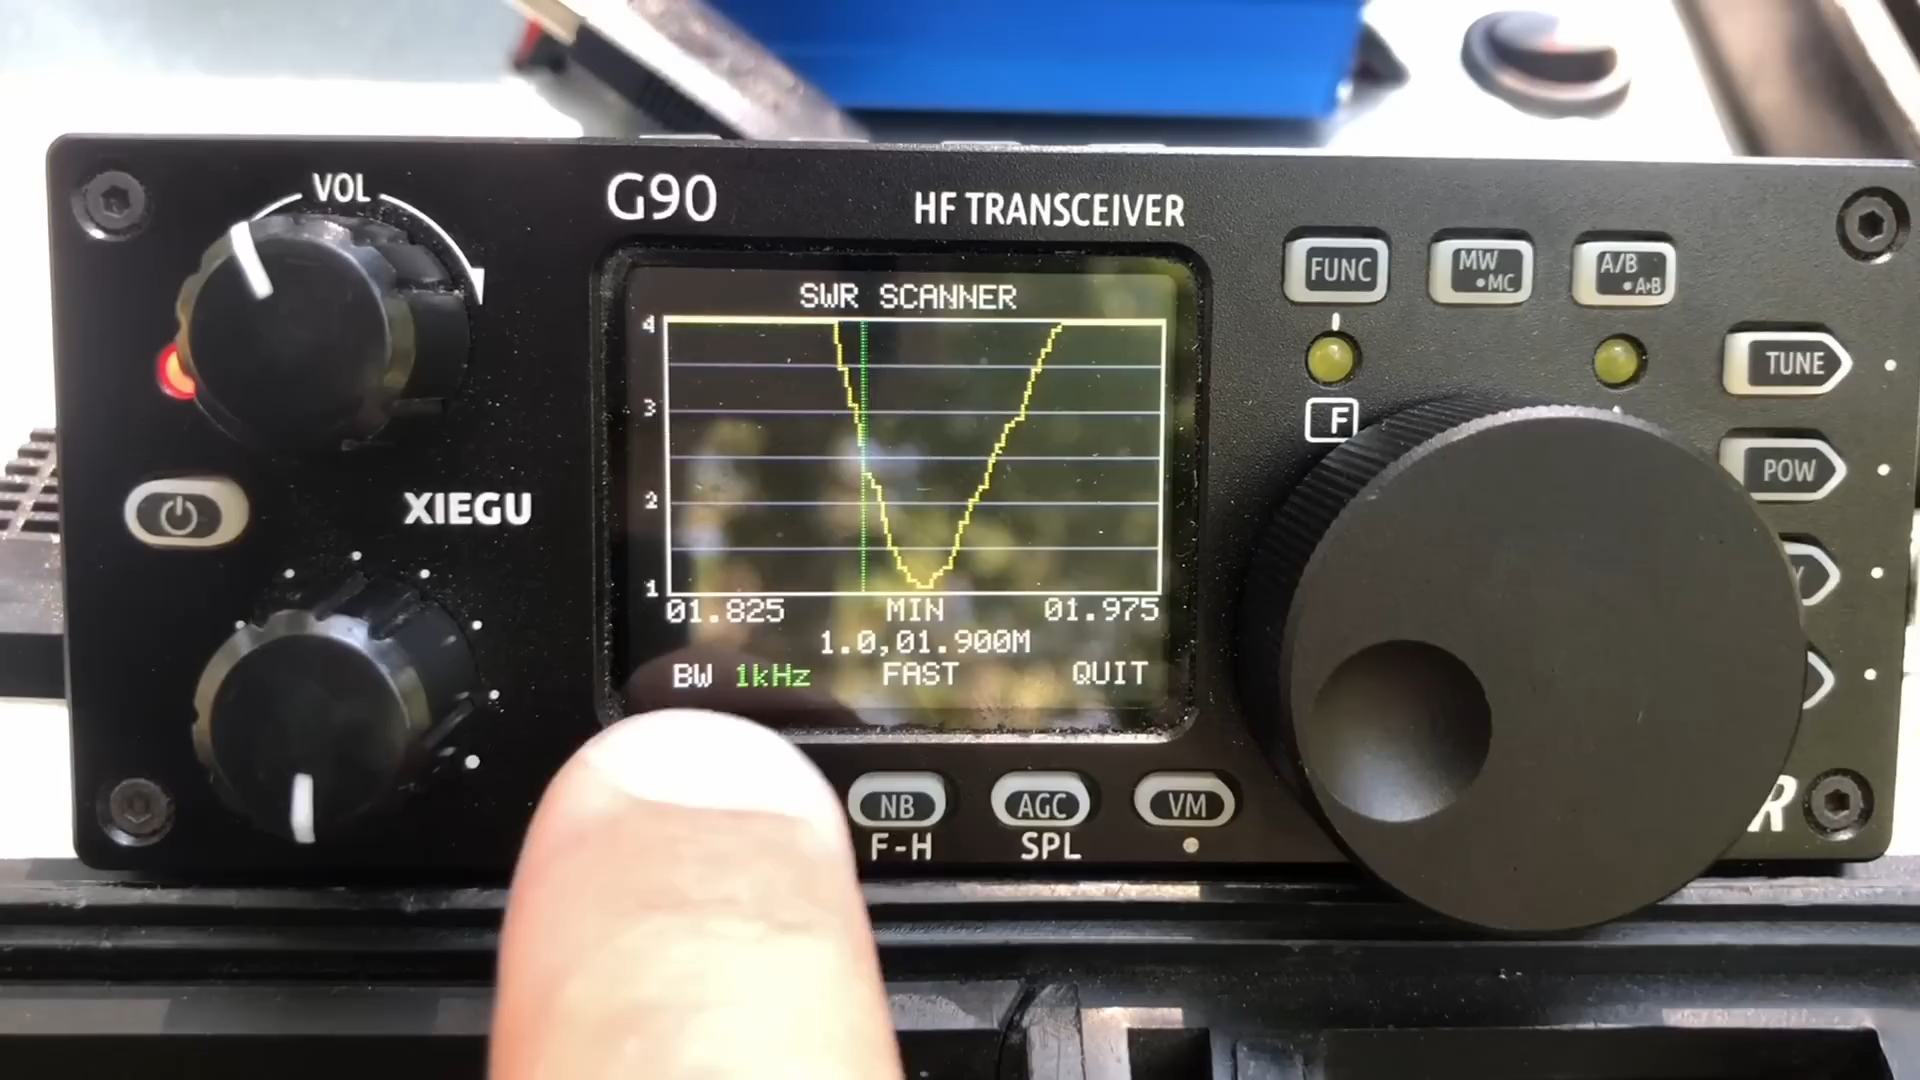 VOL
G90
HF TRANSCEIVER
FUNC
MW
•MC
A/B
•A▸B
SWR SCANNER
4
3
2
1
TUNE
F
POW
XIEGU
01.825 MIN 01.975
1.0,01.900M
BW 1kHz FAST QUIT
NB
AGC
VM
F-H
SPL